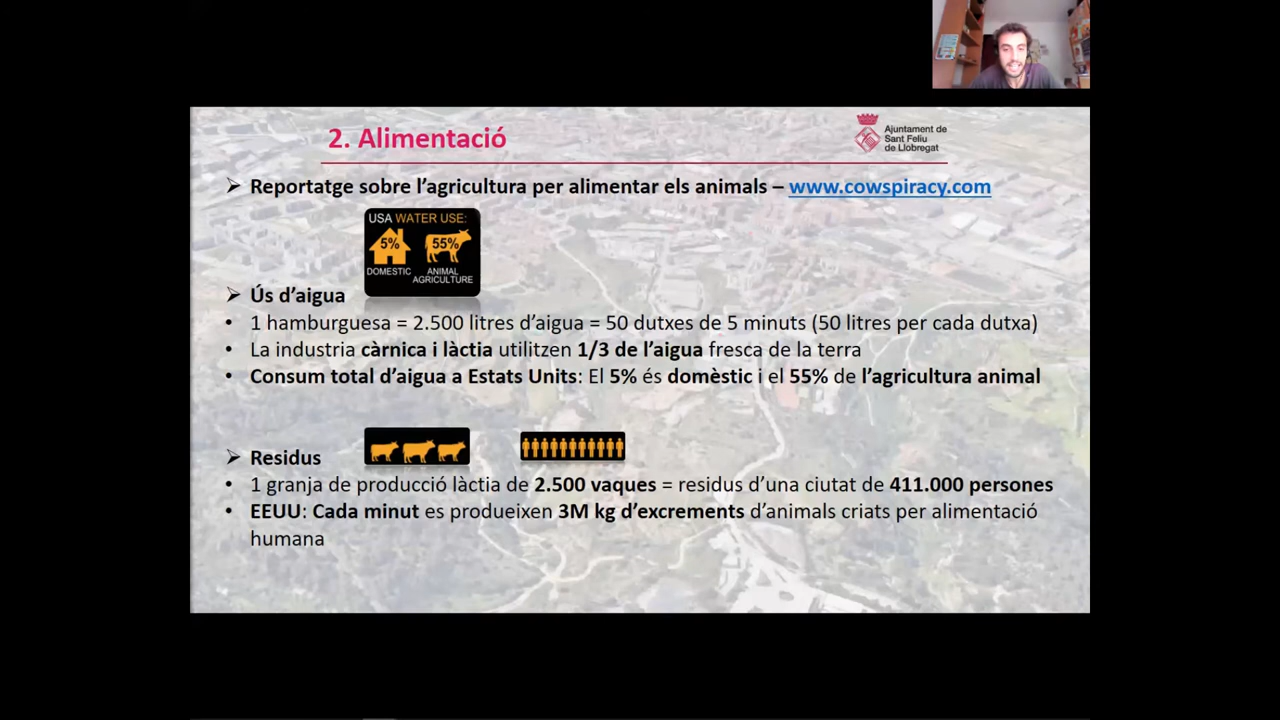 2. Alimentació
Ajuntament de
Sant Feliu
de Llobregat
➢ Reportatge sobre l’agricultura per alimentar els animals – www.cowspiracy.com
USA WATER USE:
5% 55%
DOMESTIC ANIMAL
AGRICULTURE
➢ Ús d’aigua
• 1 hamburguesa = 2.500 litres d’aigua = 50 dutxes de 5 minuts (50 litres per cada dutxa)
• La industria càrnica i làctia utilitzen 1/3 de l’aigua fresca de la terra
• Consum total d’aigua a Estats Units: El 5% és domèstic i el 55% de l’agricultura animal
➢ Residus
• 1 granja de producció làctia de 2.500 vaques = residus d’una ciutat de 411.000 persones
• EEUU: Cada minut es produeixen 3M kg d’excrements d’animals criats per alimentació
humana